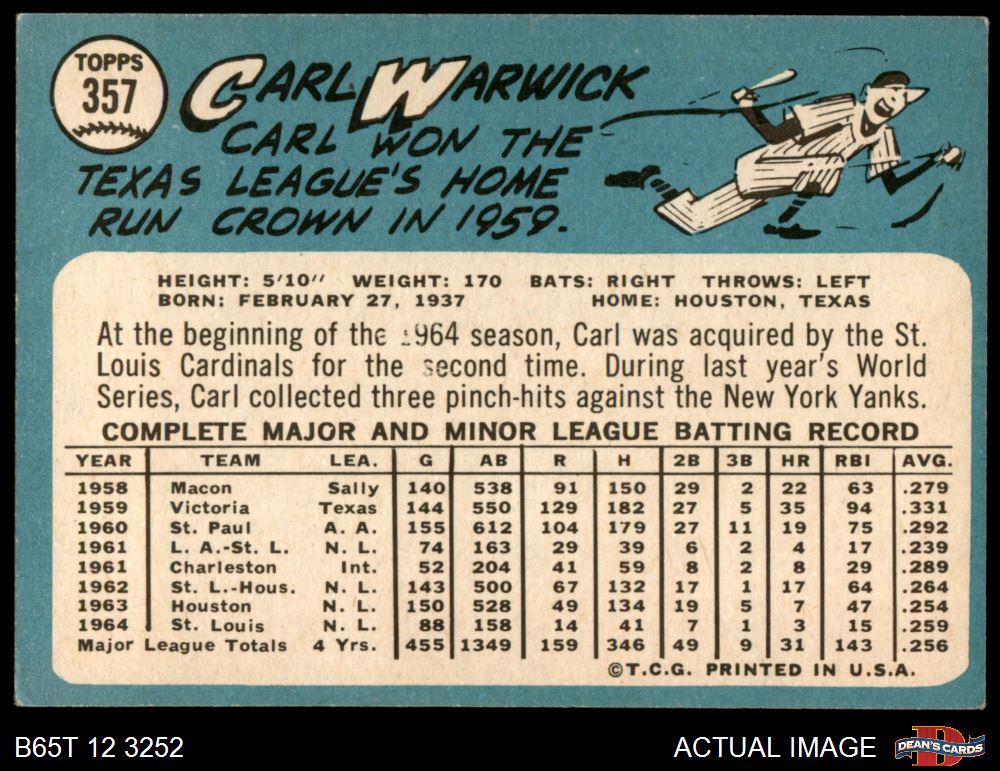 TOPPS
357
CARL WARWICK
CARL WON THE
TEXAS LEAGUE'S HOME
RUN CROWN IN 1959.
HEIGHT: 5'10" WEIGHT: 170 BATS: RIGHT THROWS: LEFT
BORN: FEBRUARY 27, 1937 HOME: HOUSTON, TEXAS
At the beginning of the 1964 season, Carl was acquired by the St.
Louis Cardinals for the second time. During last year's World
Series, Carl collected three pinch-hits against the New York Yanks.
COMPLETE MAJOR AND MINOR LEAGUE BATTING RECORD
YEAR TEAM LEA. G AB R H 2B 3B HR RBI AVG.
1958 Macon Sally 140 538 91 150 29 2 22 63 .279
1959 Victoria Texas 144 550 129 182 27 5 35 94 .331
1960 St. Paul A. A. 155 612 104 179 27 11 19 75 .292
1961 L. A.-St. L. N. L. 74 163 29 39 6 2 4 17 .239
1961 Charleston Int. 52 204 41 59 8 2 8 29 .289
1962 St. L.-Hous. N. L. 143 500 67 132 17 1 17 64 .264
1963 Houston N. L. 150 528 49 134 19 5 7 47 .254
1964 St. Louis N. L. 88 158 14 41 7 1 3 15 .259
Major League Totals 4 Yrs. 455 1349 159 346 49 9 31 143 .256
©T.C.G. PRINTED IN U.S.A.
B65T 12 3252 ACTUAL IMAGE
D
DEAN'S CARDS